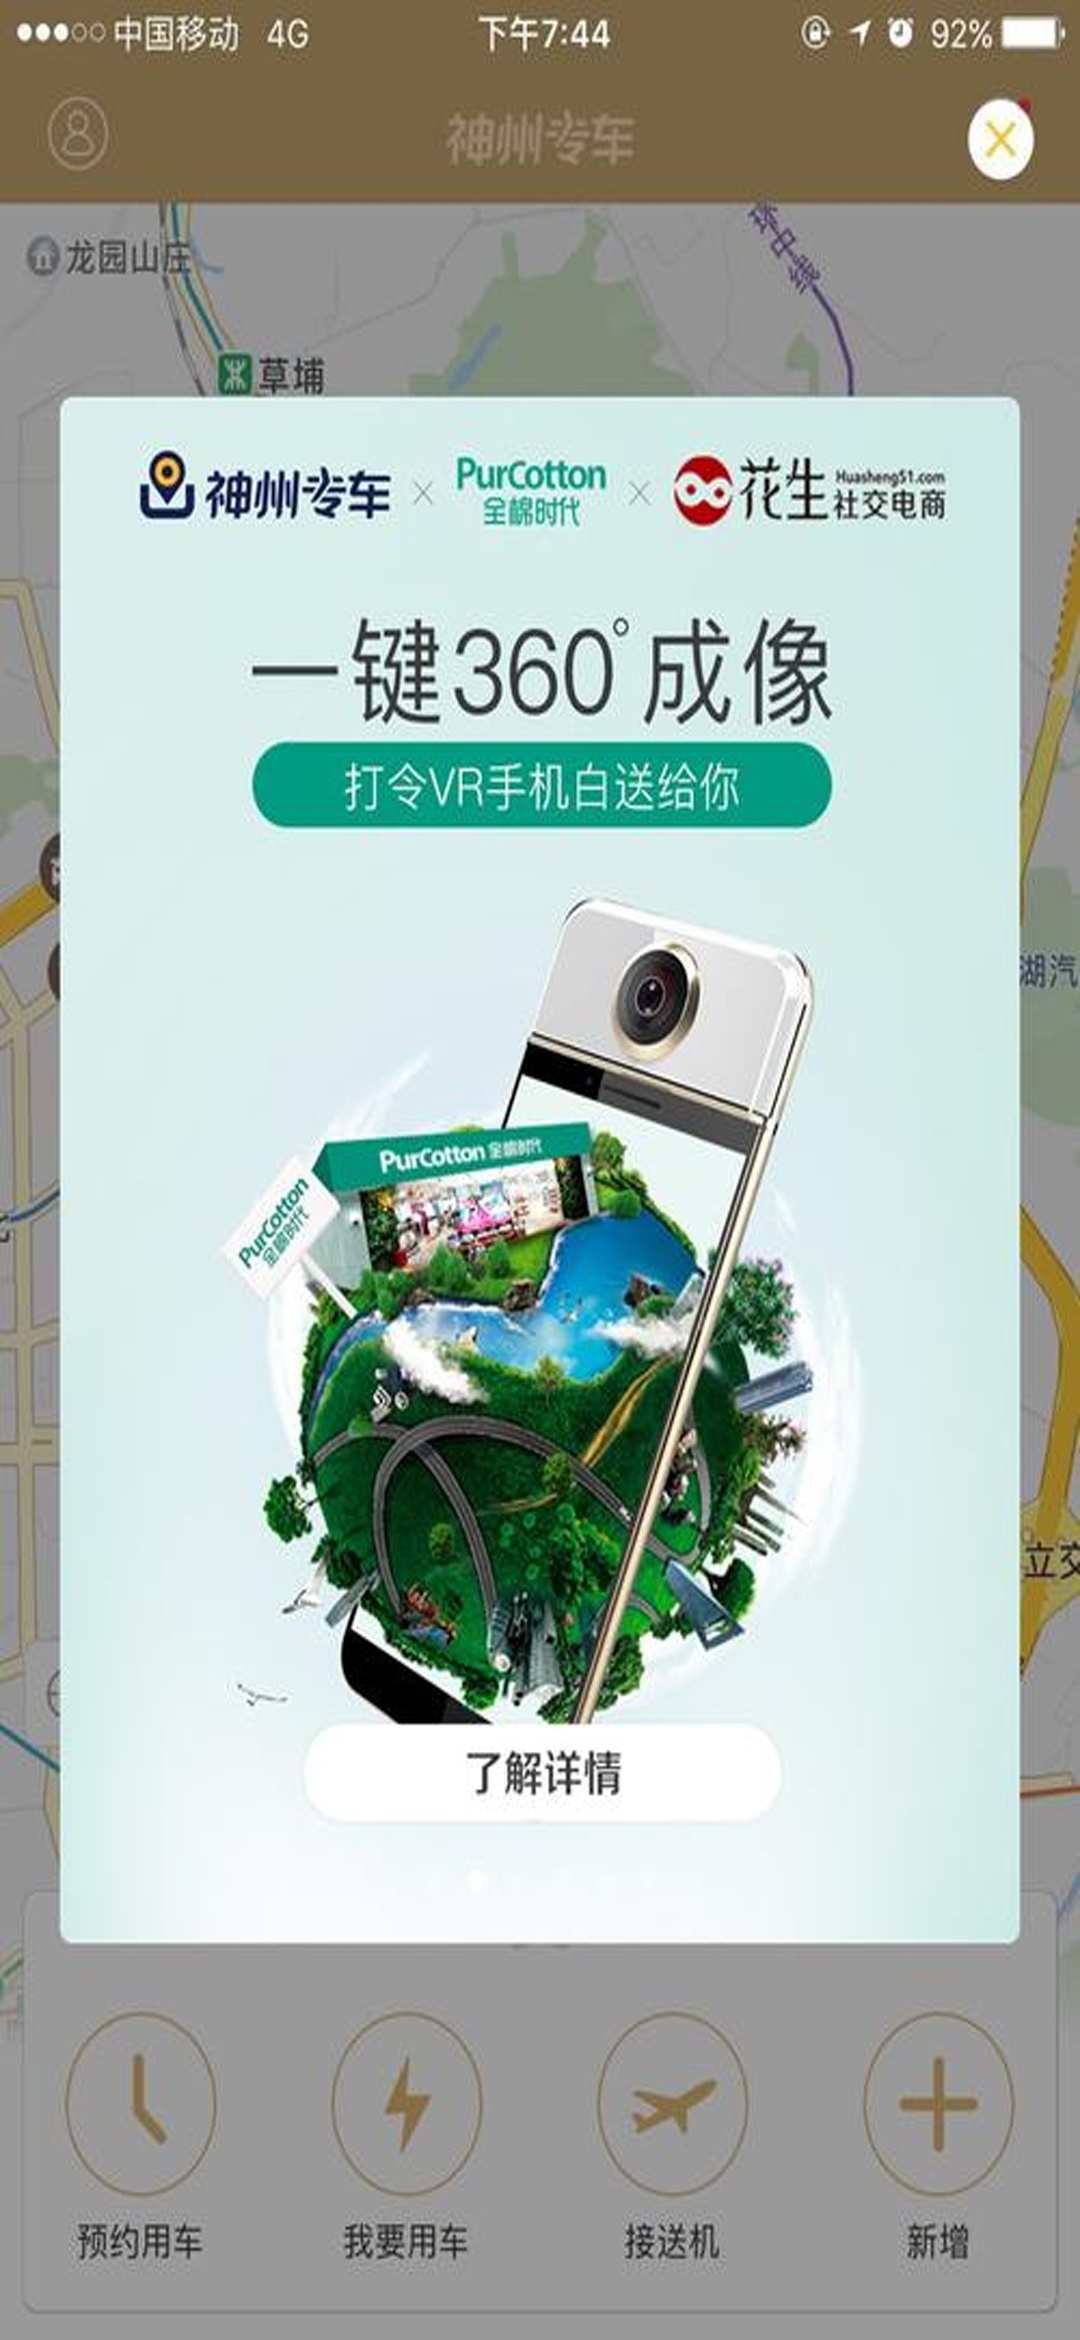 中国移动 4G 下午7:44 92%
神州专车
环中线
龙园山庄
草埔
神州专车 × PurCotton 全棉时代 × 花生 Huasheng51.com 社交电商
一键360°成像
打令VR手机白送给你
湖汽
PurCotton 全棉时代
PurCotton
全棉时代
立交
了解详情
预约用车 我要用车 接送机 新增